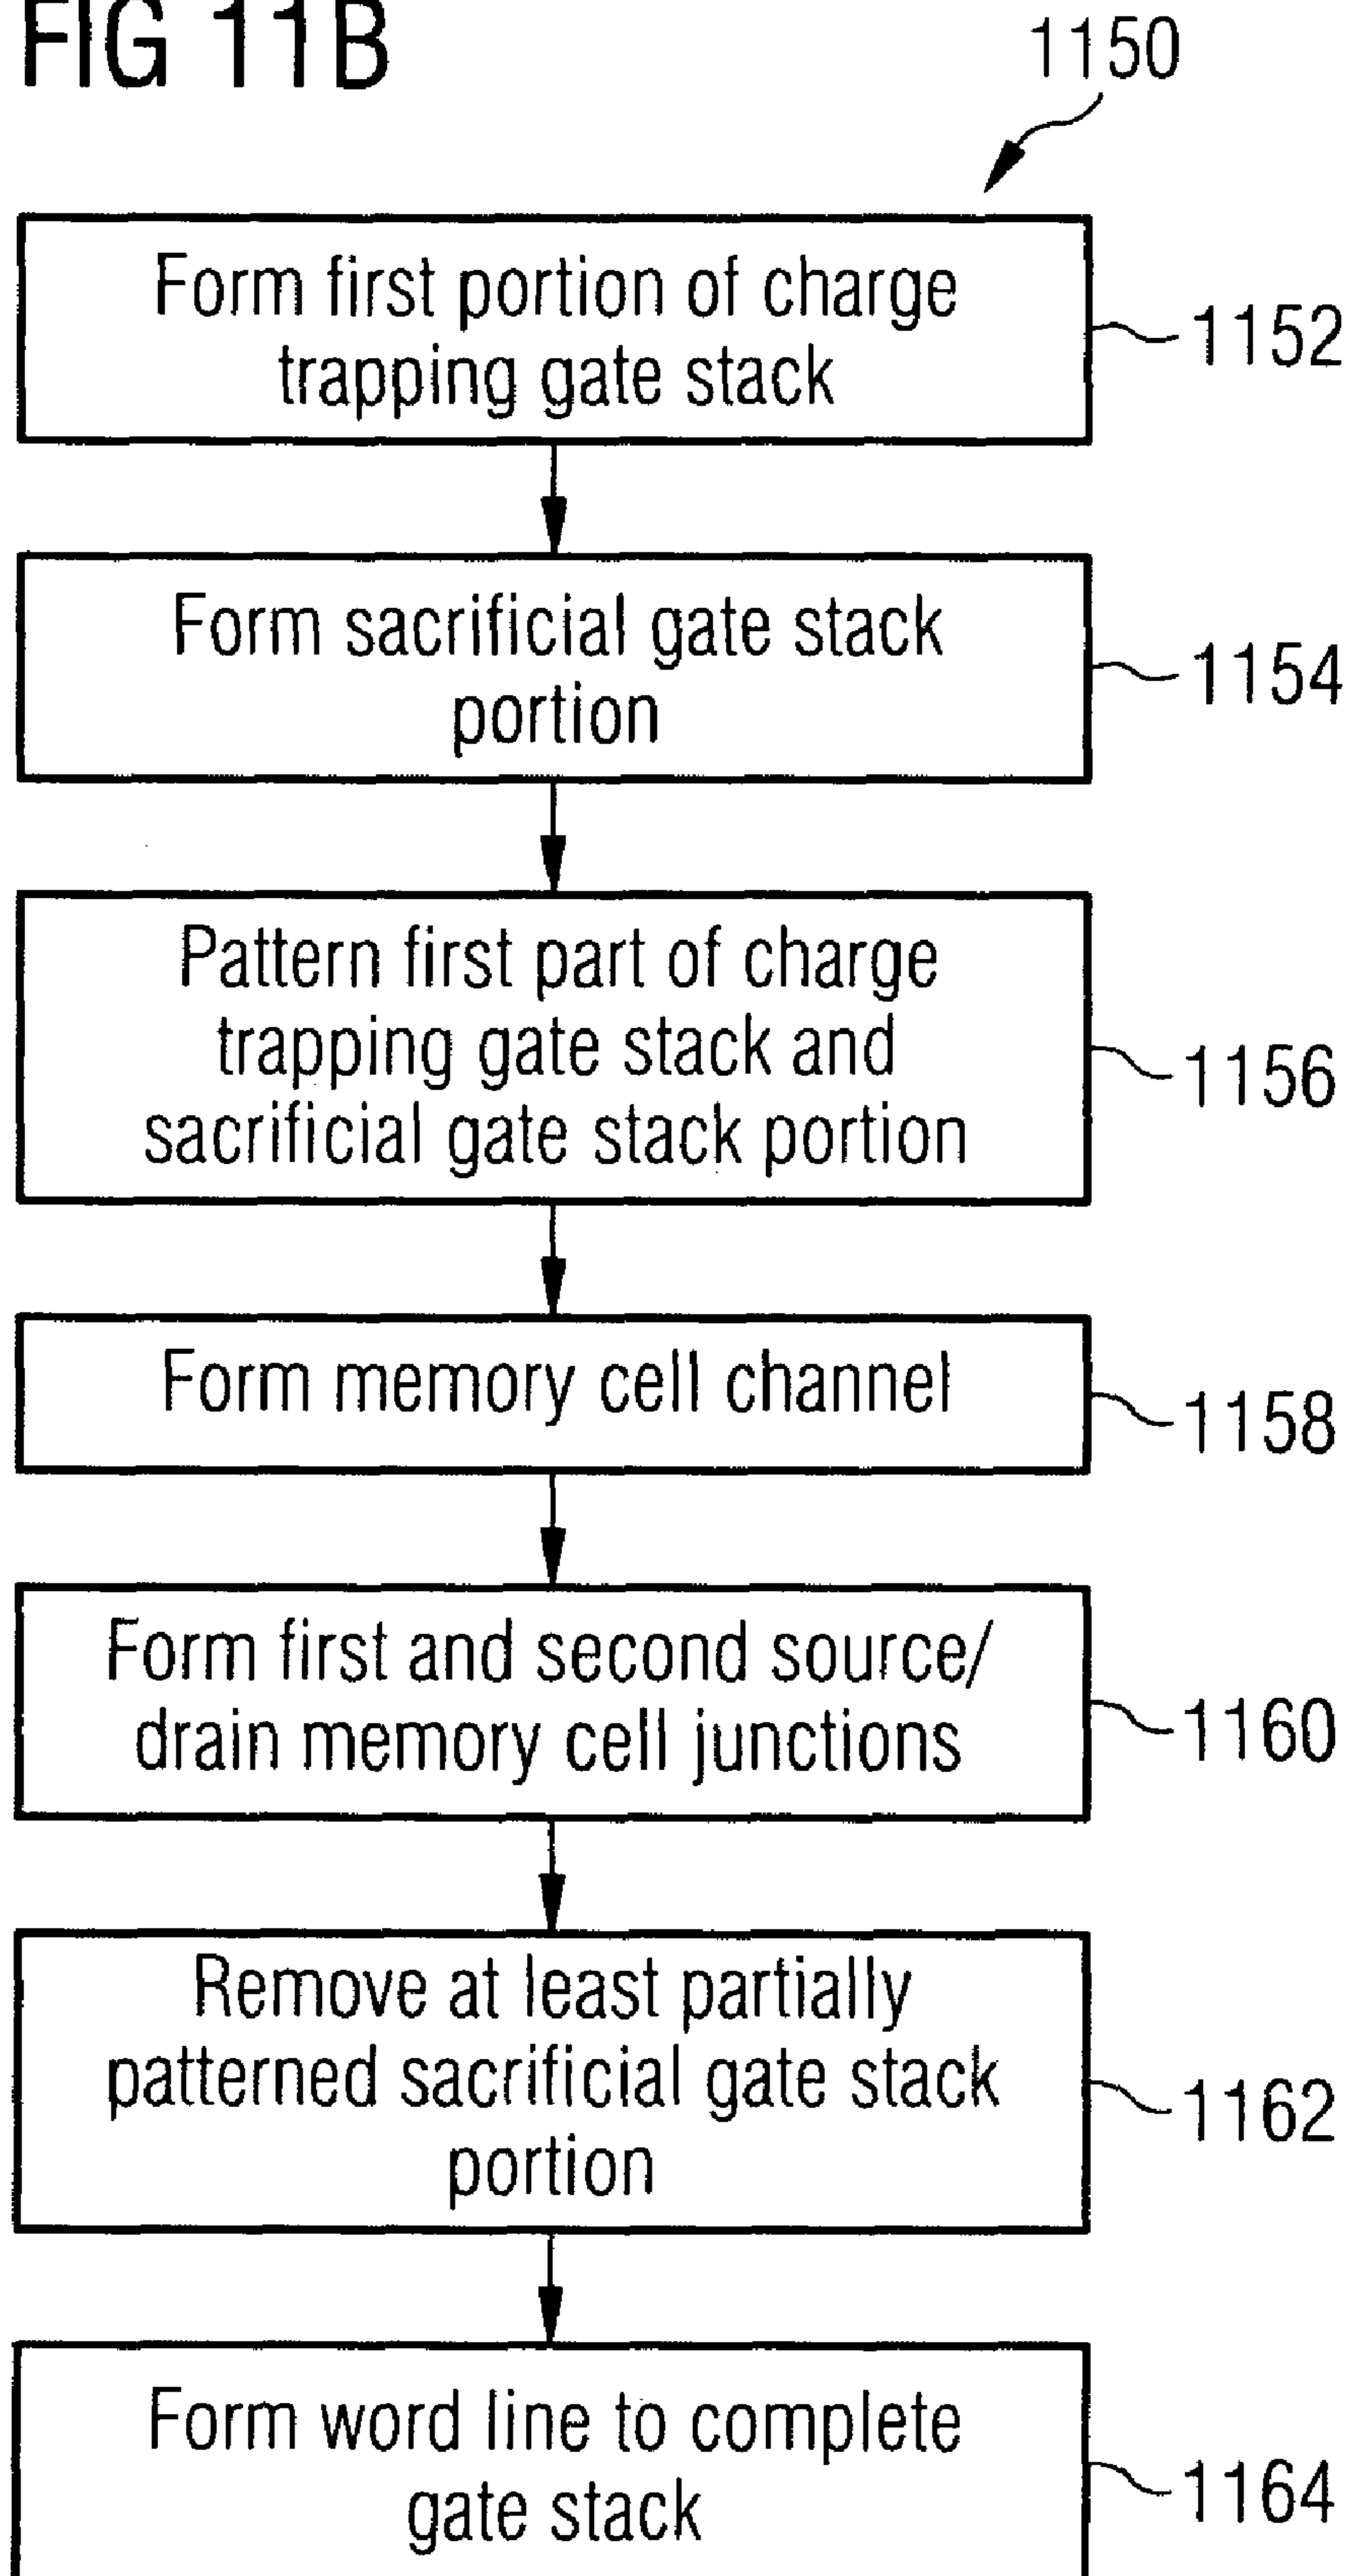 FIG 11B
1150
Form first portion of charge
trapping gate stack
1152
Form sacrificial gate stack
portion
1154
Pattern first part of charge
trapping gate stack and
sacrificial gate stack portion
1156
Form memory cell channel
1158
Form first and second source/
drain memory cell junctions
1160
Remove at least partially
patterned sacrificial gate stack
portion
1162
Form word line to complete
gate stack
1164